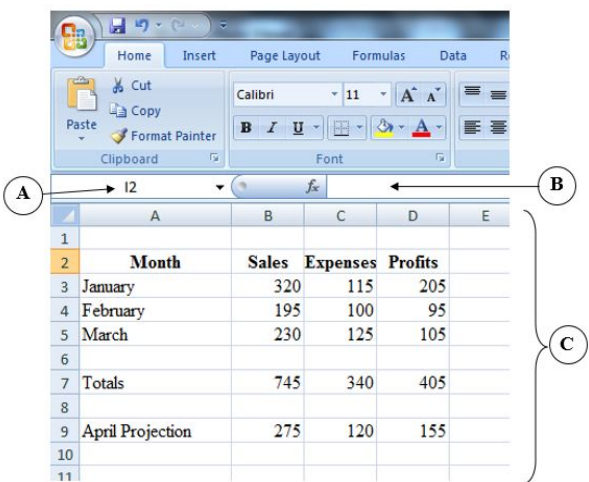 Home Insert Page Layout Formulas Data
Cut
Calibri 11 A A
Copy
Paste
Format Painter
B I U A
Clipboard Font
A I2 fx B
A B C D E
1
2 Month Sales Expenses Profits
3 January 320 115 205
4 February 195 100 95
5 March 230 125 105
C
6
7 Totals 745 340 405
8
9 April Projection 275 120 155
10
11